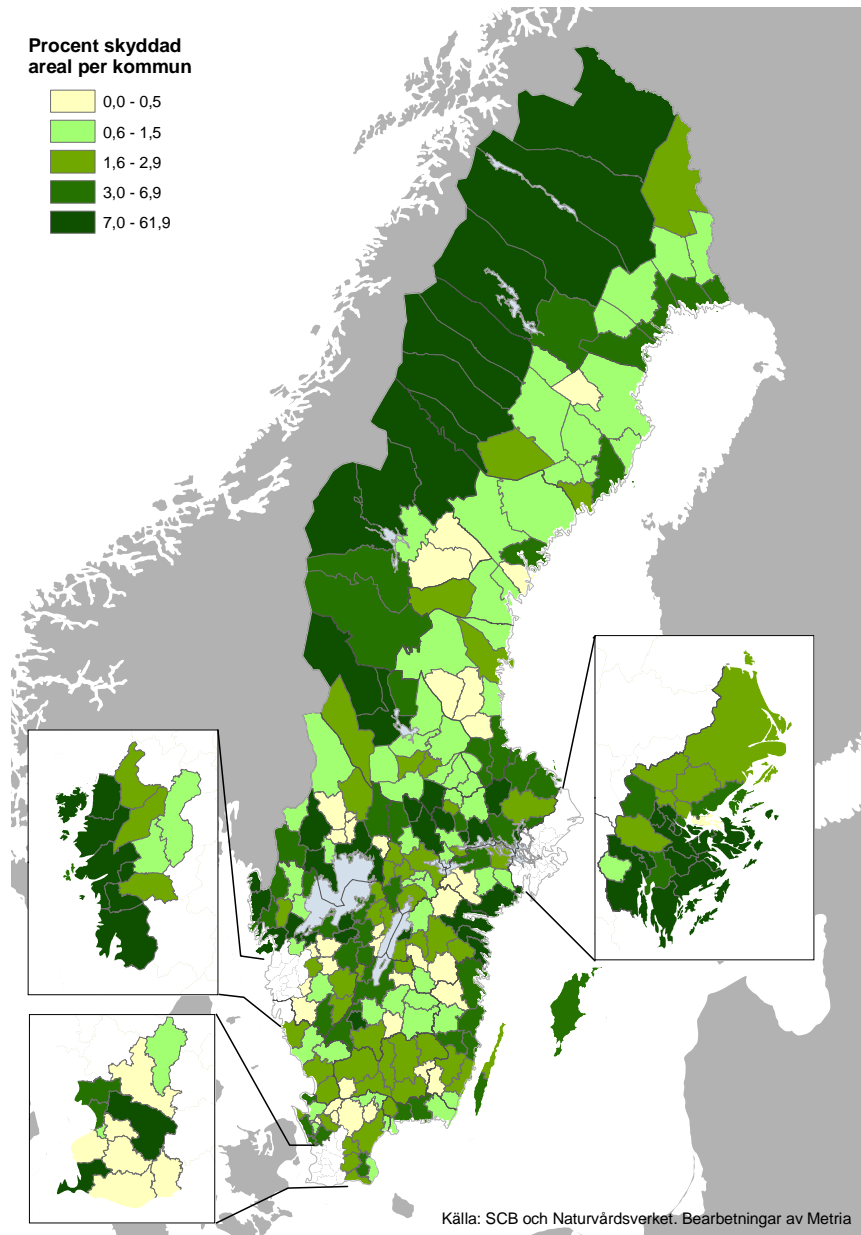 Procent skyddad
areal per kommun
0,0 - 0,5
0,6 - 1,5
1,6 - 2,9
3,0 - 6,9
7,0 - 61,9
Källa: SCB och Naturvårdsverket. Bearbetningar av Metria